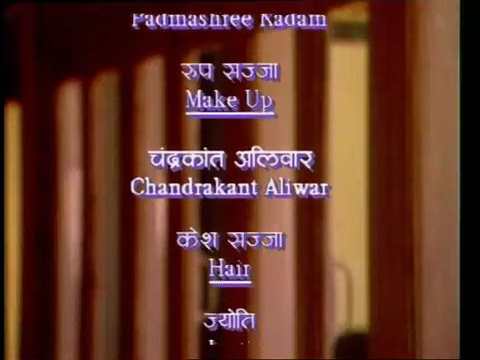 Padmashree Kadam
रुप सज्जा
Make Up
चंद्रकांत अलिवार
Chandrakant Aliwar
केश सज्जा
Hair
ज्योति